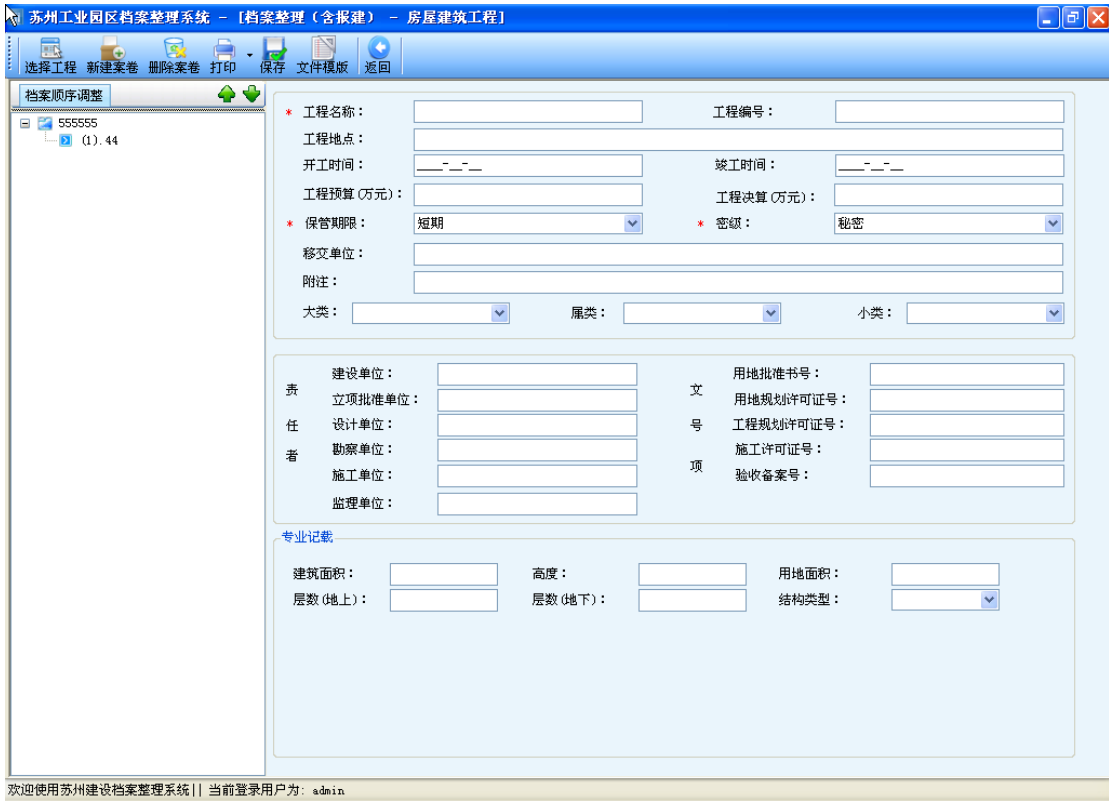 苏州工业园区档案整理系统 - [档案整理（含报建） - 房屋建筑工程]
选择工程 新建案卷 删除案卷 打印 保存 文件模版 返回
档案顺序调整
555555
(1).44
* 工程名称： 工程编号：
工程地点：
开工时间： ____-__-__ 竣工时间： ____-__-__
工程预算(万元)： 工程决算(万元)：
* 保管期限： 短期 * 密级： 秘密
移交单位：
附注：
大类： 属类： 小类：
责任者
建设单位：
立项批准单位：
设计单位：
勘察单位：
施工单位：
监理单位：
文号项
用地批准书号：
用地规划许可证号：
工程规划许可证号：
施工许可证号：
验收备案号：
专业记载
建筑面积： 高度： 用地面积：
层数(地上)： 层数(地下)： 结构类型：
欢迎使用苏州建设档案整理系统|| 当前登录用户为: admin